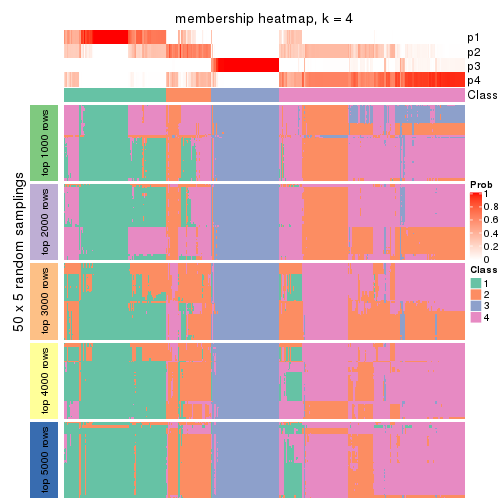 membership heatmap, k = 4
p1
p2
p3
p4
Class
50 x 5 random samplings
top 1000 rows
top 2000 rows
top 3000 rows
top 4000 rows
top 5000 rows
Prob
1
0.8
0.6
0.4
0.2
0
Class
1
2
3
4